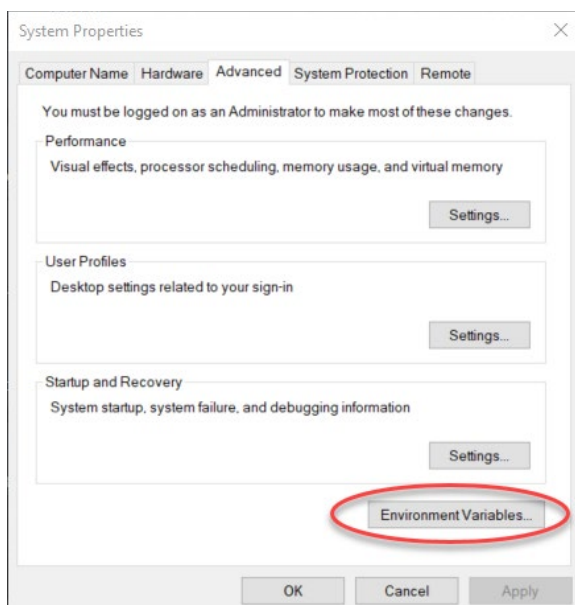 System Properties
Computer Name Hardware Advanced System Protection Remote
You must be logged on as an Administrator to make most of these changes.
Performance
Visual effects, processor scheduling, memory usage, and virtual memory
Settings...
User Profiles
Desktop settings related to your sign-in
Settings...
Startup and Recovery
System startup, system failure, and debugging information
Settings...
Environment Variables...
OK Cancel Apply